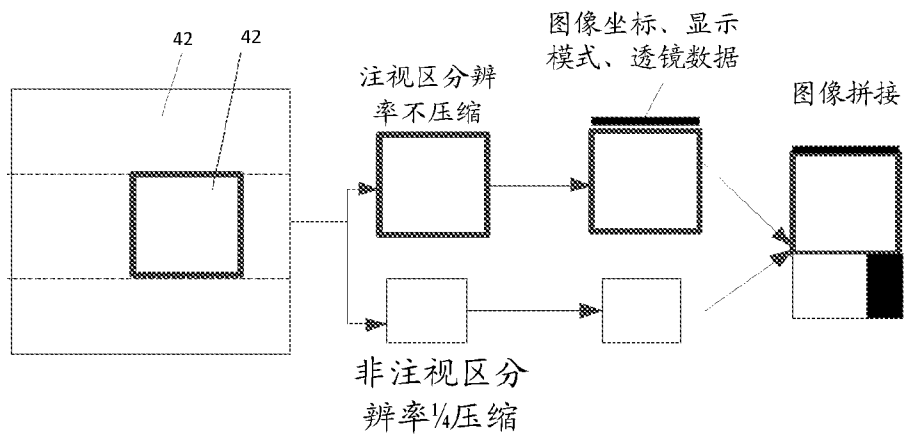 42
42
注视区分辨
率不压缩
图像坐标、显示
模式、透镜数据
图像拼接
非注视区分
辨率¼压缩